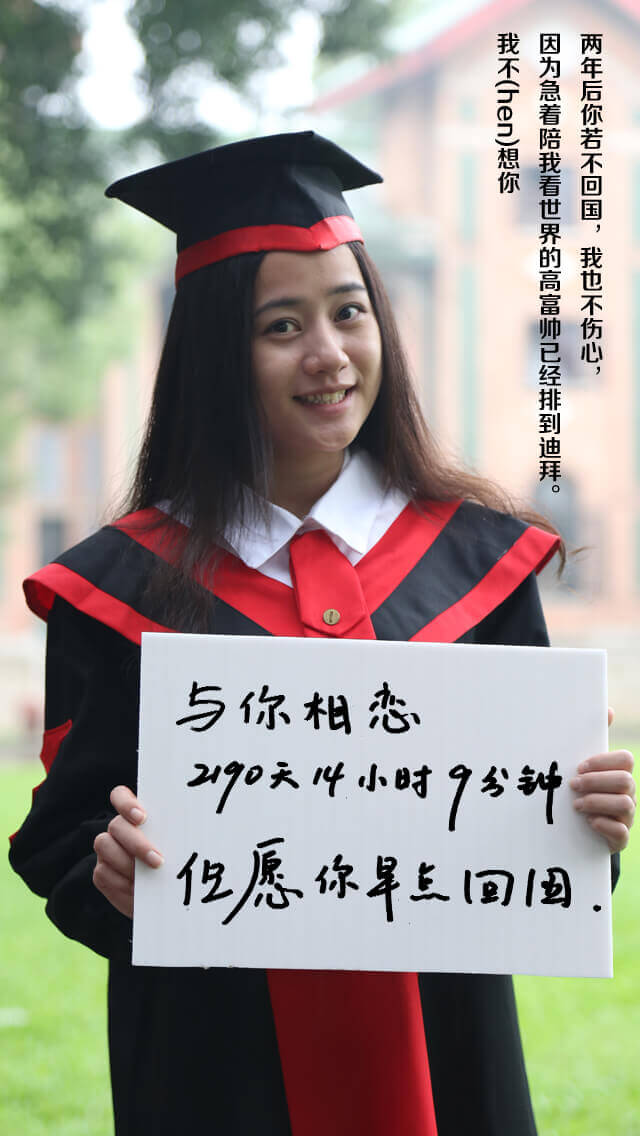 两年后你若不回国，我也不伤心，
因为急着陪我看世界的高富帅已经排到迪拜。
我不(hen)想你
与你相恋
2190天14小时9分钟
但愿你早点回国.